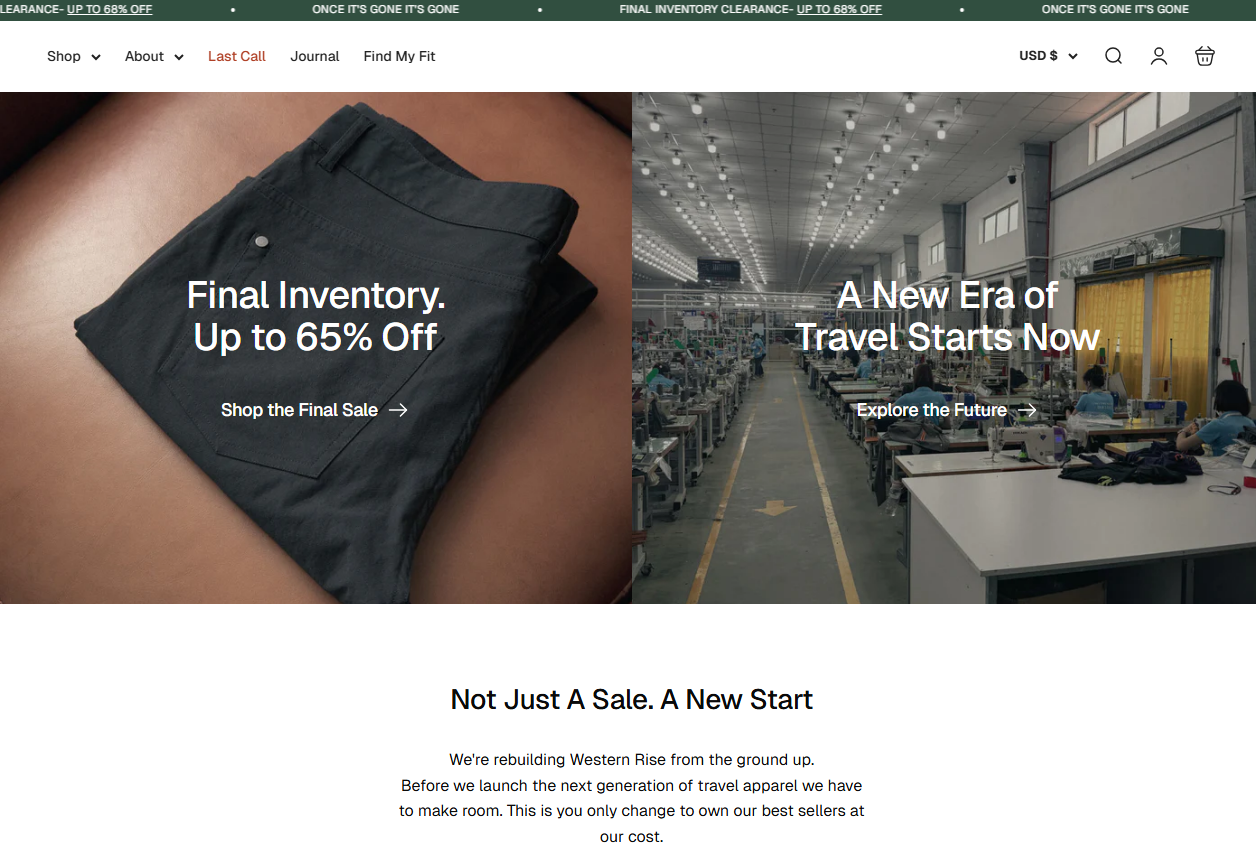 LEARANCE- UP TO 68% OFF • ONCE IT'S GONE IT'S GONE • FINAL INVENTORY CLEARANCE- UP TO 68% OFF • ONCE IT'S GONE IT'S GONE
Shop About Last Call Journal Find My Fit USD $
Final Inventory.
Up to 65% Off
Shop the Final Sale →
A New Era of
Travel Starts Now
Explore the Future →
Not Just A Sale. A New Start
We're rebuilding Western Rise from the ground up.
Before we launch the next generation of travel apparel we have
to make room. This is you only change to own our best sellers at
our cost.